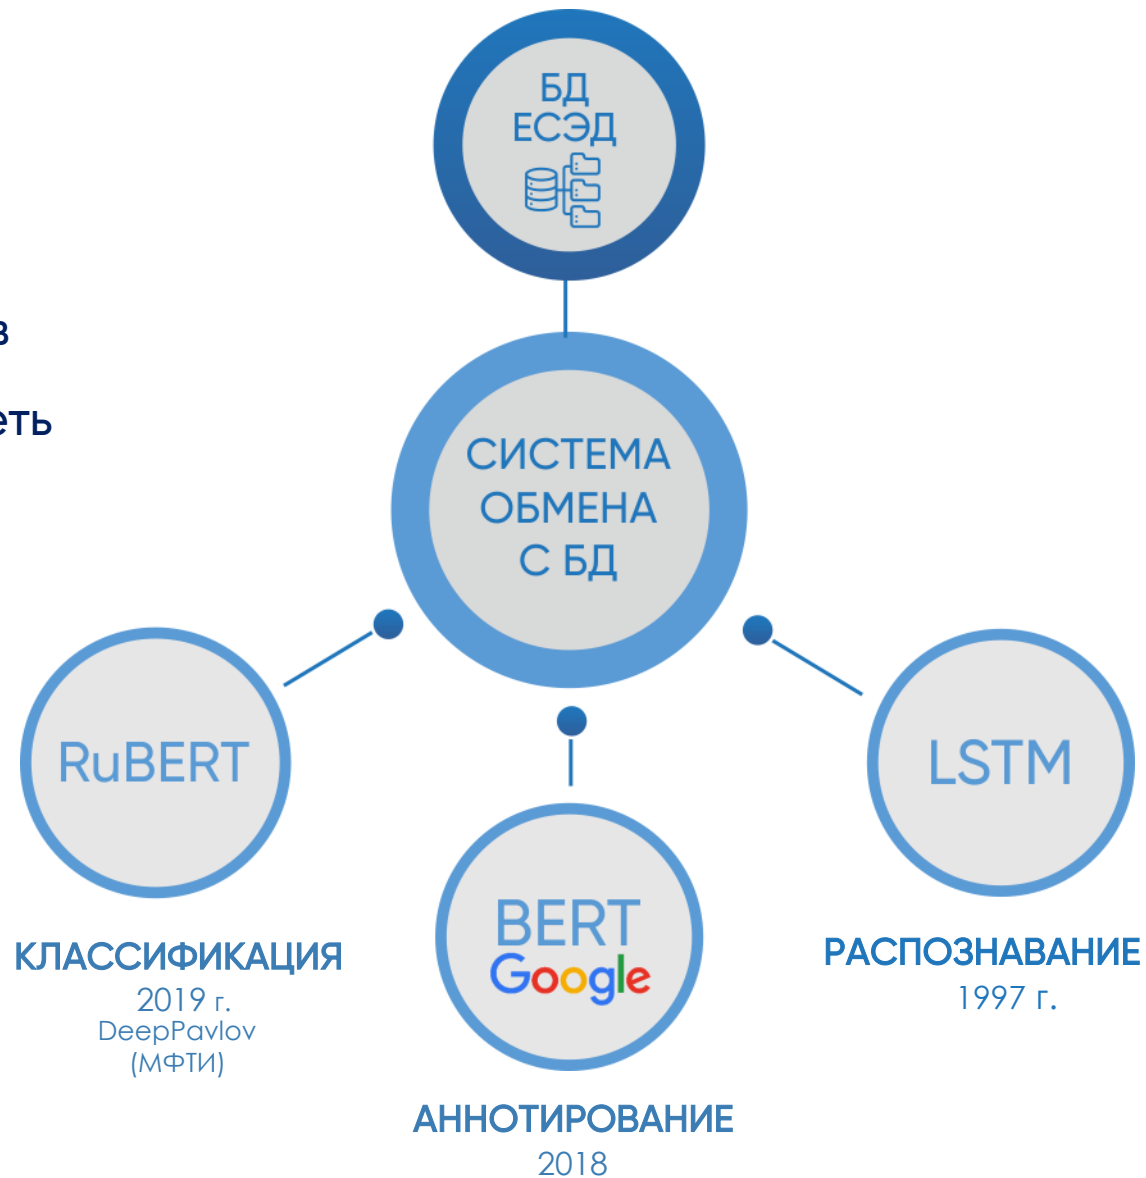 БД
ЕСЭД
СИСТЕМА
ОБМЕНА
С БД
RuBERT
КЛАССИФИКАЦИЯ
2019 г.
DeepPavlov
(МФТИ)
BERT
Google
АННОТИРОВАНИЕ
2018
LSTM
РАСПОЗНАВАНИЕ
1997 г.